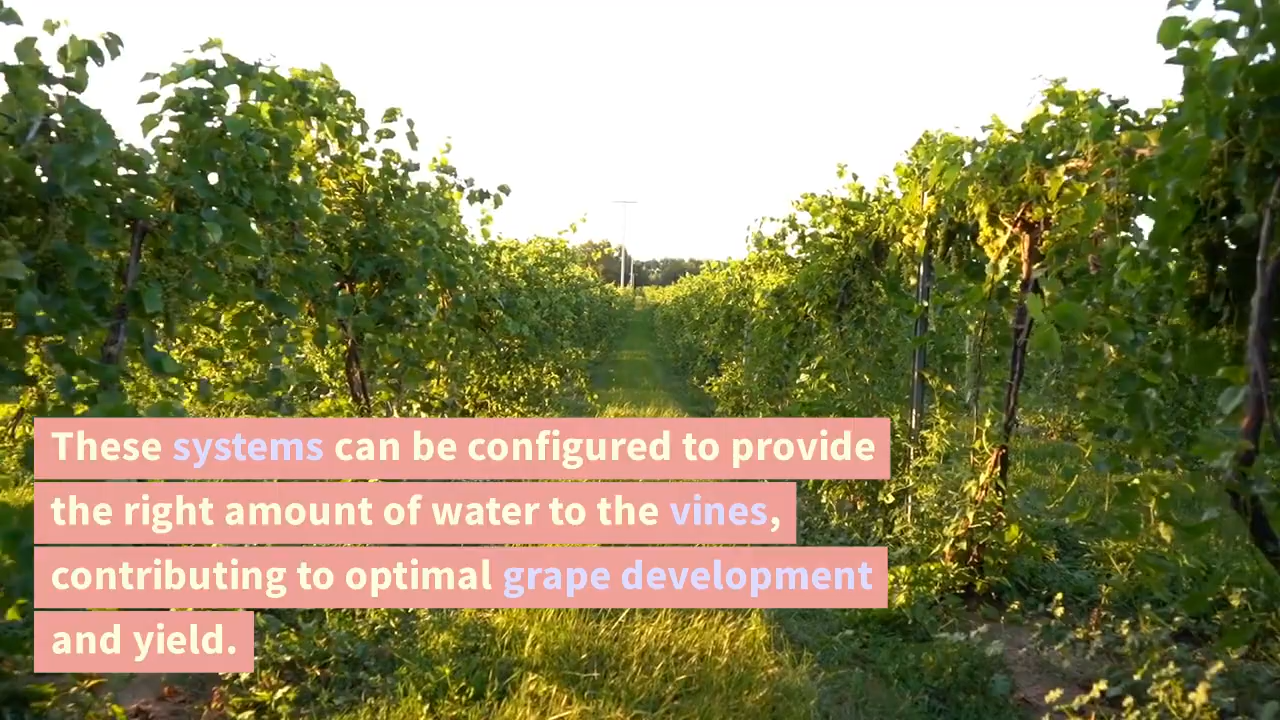 These systems can be configured to provide
the right amount of water to the vines,
contributing to optimal grape development
and yield.